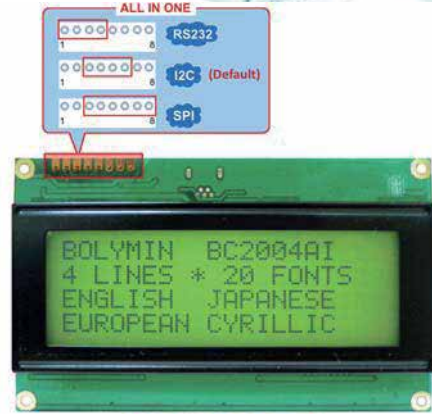 ALL IN ONE
1 8
RS232
1 8
I2C (Default)
1 8
SPI
BOLYMIN BC2004AI
4 LINES * 20 FONTS
ENGLISH JAPANESE
EUROPEAN CYRILLIC